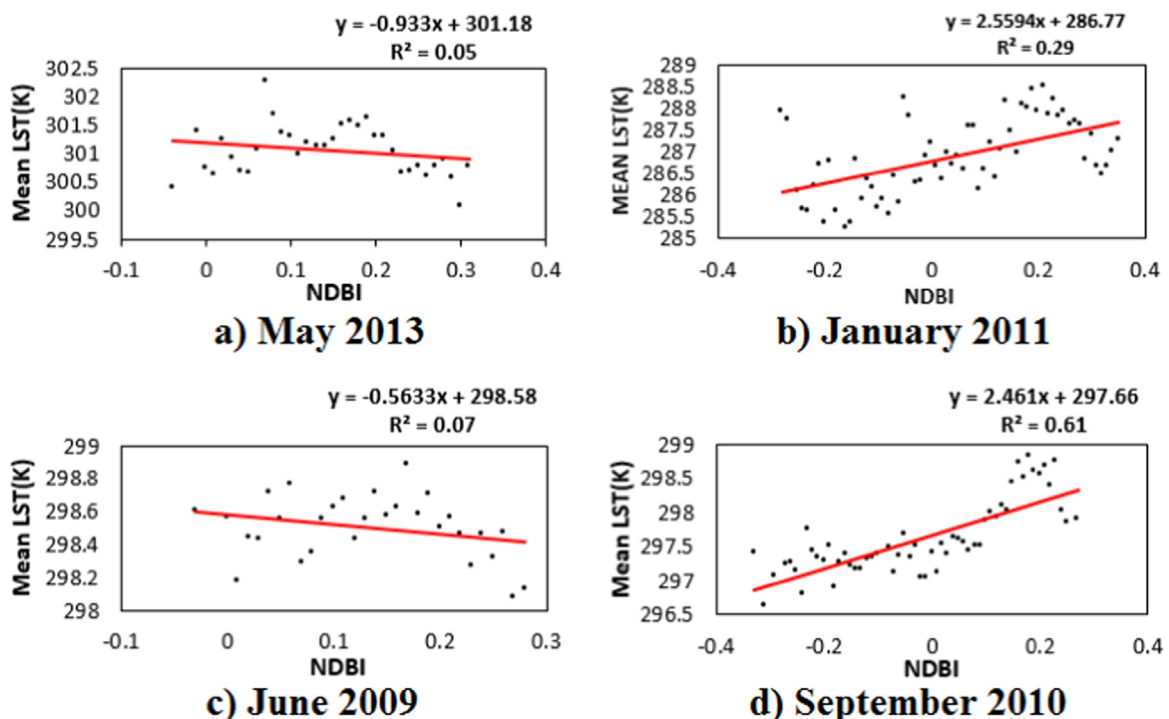 y = -0.933x + 301.18
R² = 0.05
Mean LST(K)
302.5
302
301.5
301
300.5
300
299.5
-0.1 0 0.1 0.2 0.3 0.4
NDBI
a) May 2013
y = 2.5594x + 286.77
R² = 0.29
MEAN LST(K)
289
288.5
288
287.5
287
286.5
286
285.5
285
-0.4 -0.2 0 0.2 0.4
NDBI
b) January 2011
y = -0.5633x + 298.58
R² = 0.07
Mean LST(K)
299
298.8
298.6
298.4
298.2
298
-0.1 0 0.1 0.2 0.3
NDBI
c) June 2009
y = 2.461x + 297.66
R² = 0.61
Mean LST(K)
299
298.5
298
297.5
297
296.5
-0.4 -0.2 0 0.2 0.4
NDBI
d) September 2010